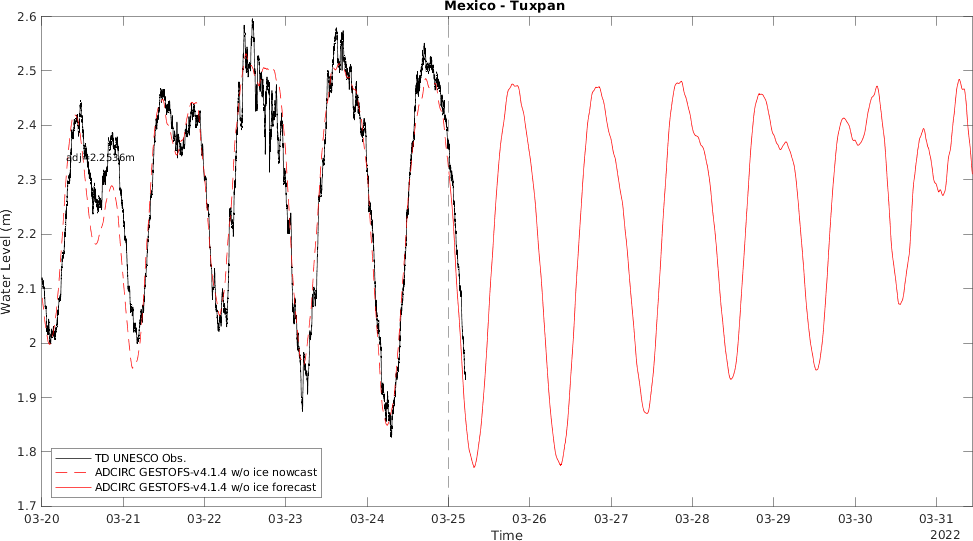 Mexico - Tuxpan
2.6
2.5
2.4
2.3
2.2
2.1
2
1.9
1.8
1.7
Water Level (m)
adj=2.2536m
TD UNESCO Obs.
ADCIRC GESTOFS-v4.1.4 w/o ice nowcast
ADCIRC GESTOFS-v4.1.4 w/o ice forecast
03-20 03-21 03-22 03-23 03-24 03-25 03-26 03-27 03-28 03-29 03-30 03-31
Time
2022